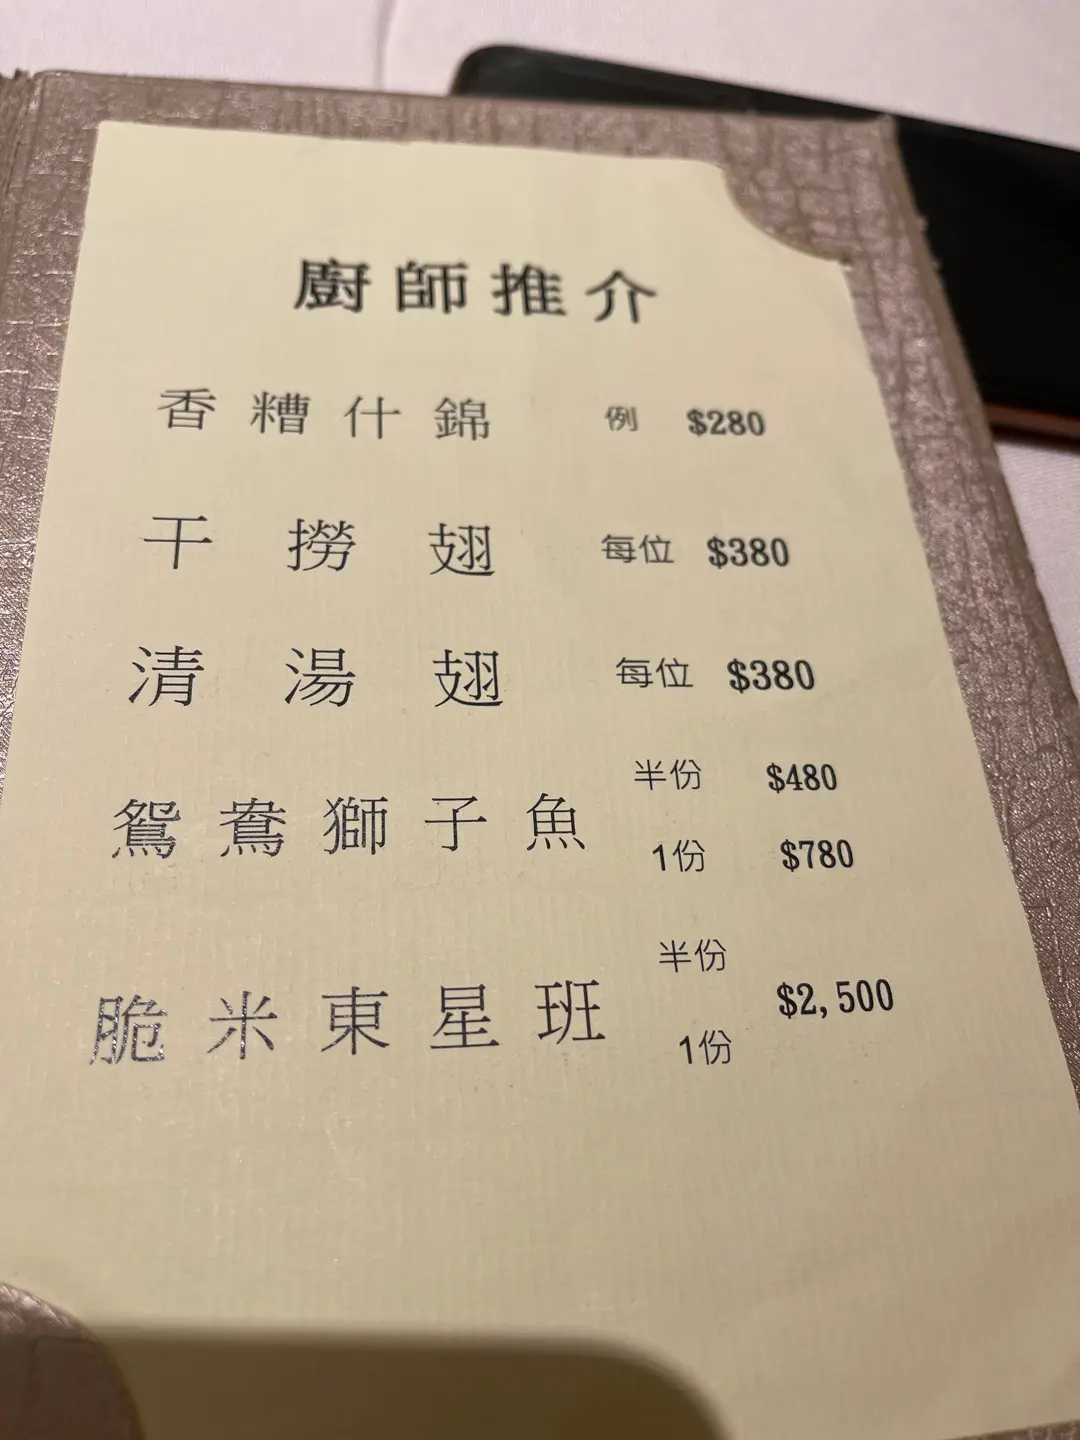 廚師推介
香糟什錦 例 $280
干撈翅 每位 $380
清湯翅 每位 $380
鴛鴦獅子魚 半份 $480
1份 $780
脆米東星班 半份
$2,500
1份